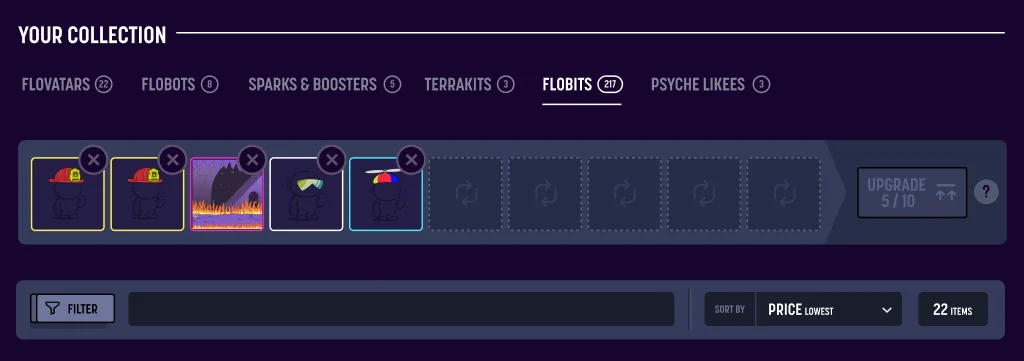 YOUR COLLECTION
FLOVATARS 22 FLOBOTS 8 SPARKS & BOOSTERS 5 TERRAKITS 3 FLOBITS 217 PSYCHE LIKEES 3
UPGRADE
5 / 10
?
FILTER SORT BY PRICE LOWEST 22 ITEMS